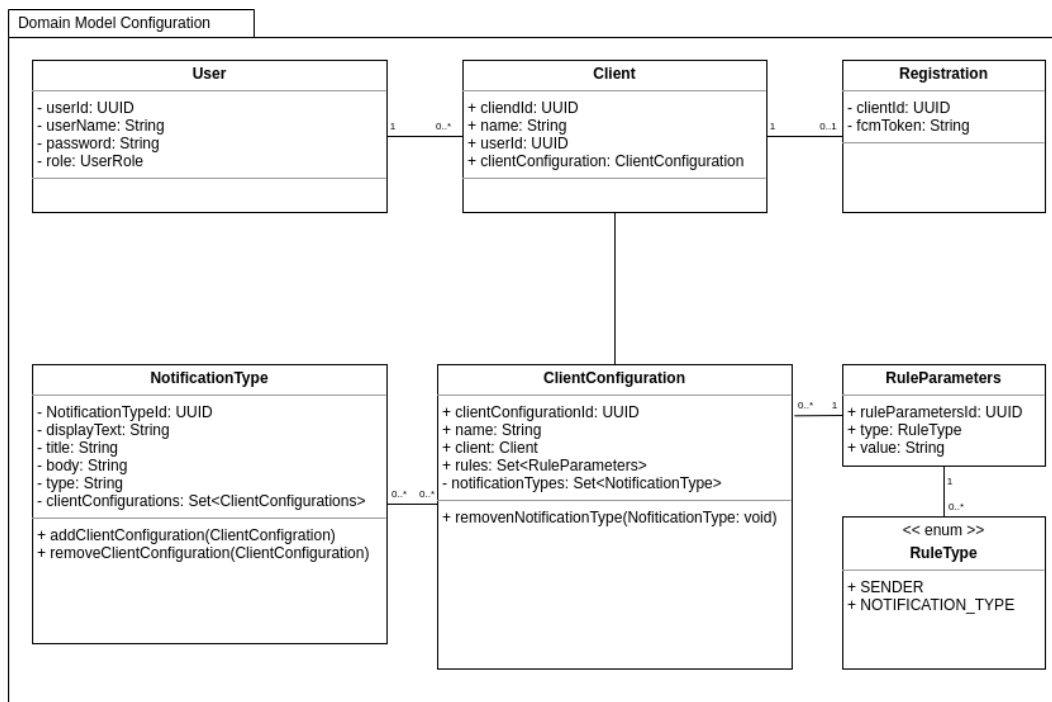 Domain Model Configuration
User
- userId: UUID
- userName: String
- password: String
- role: UserRole
1
0..*
Client
+ cliendId: UUID
+ name: String
+ userId: UUID
+ clientConfiguration: ClientConfiguration
1
0..1
Registration
- clientId: UUID
- fcmToken: String
NotificationType
- NotificationTypeId: UUID
- displayText: String
- title: String
- body: String
- type: String
- clientConfigurations: Set<ClientConfigurations>
+ addClientConfiguration(ClientConfigration)
+ removeClientConfiguration(ClientConfiguration)
0..*
0..*
ClientConfiguration
+ clientConfigurationId: UUID
+ name: String
+ client: Client
+ rules: Set<RuleParameters>
- notificationTypes: Set<NotificationType>
+ removenNotificationType(NofiticationType: void)
0..*
1
RuleParameters
+ ruleParametersId: UUID
+ type: RuleType
+ value: String
1
0..*
<< enum >>
RuleType
+ SENDER
+ NOTIFICATION_TYPE